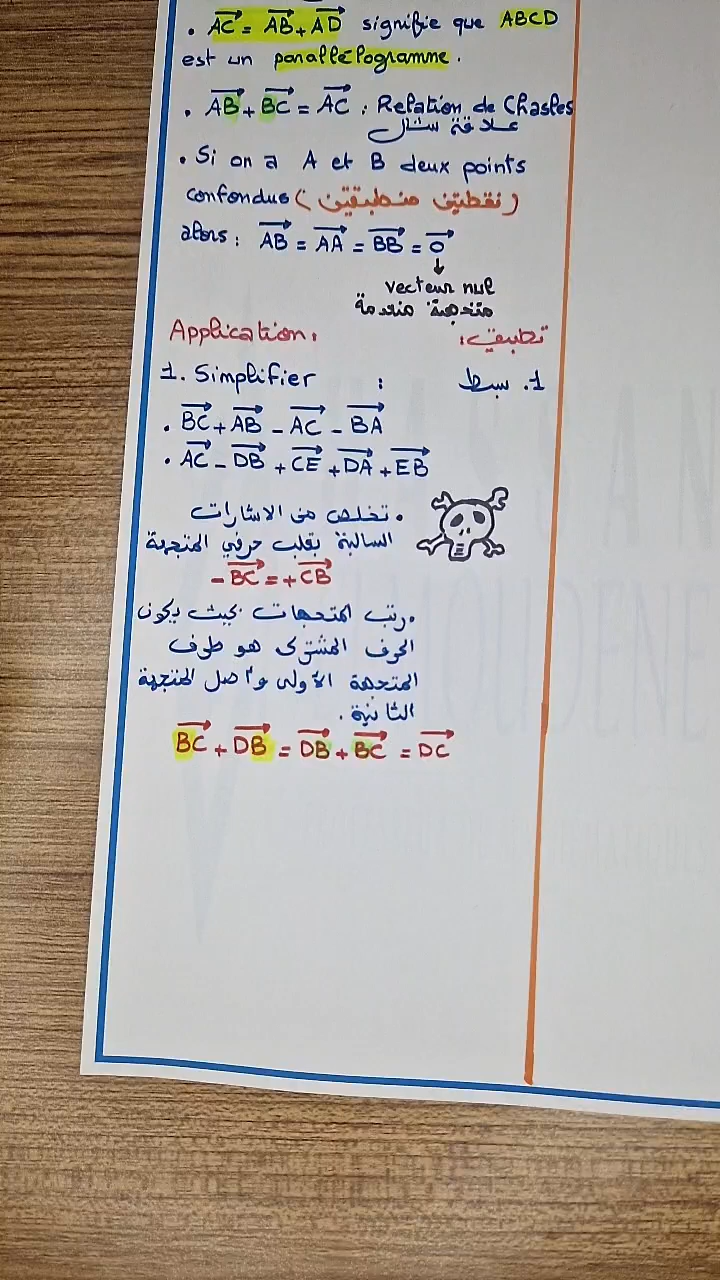 . AC = AB + AD signifie que ABCD
est un parallélogramme.
. AB + BC = AC : Relation de Chasles
علاقة شال
. Si on a A et B deux points
confondus (نقطتين منطبقتين)
alors : AB = AA = BB = 0
↓
vecteur nul
متجهة منعدمة
Application. تطبيق:
1. Simplifier : 1. بسط
. BC + AB - AC - BA
. AC - DB + CE + DA + EB
. تخلص من الاشارات
السالبة بقلب حرفي المتجهة
- BC = + CB
. رتب المتجهات بحيث يكون
الحرف المشترك هو طرف
المتجهة الأولى و أصل المتجهة
الثانية.
BC + DB = DB + BC = DC